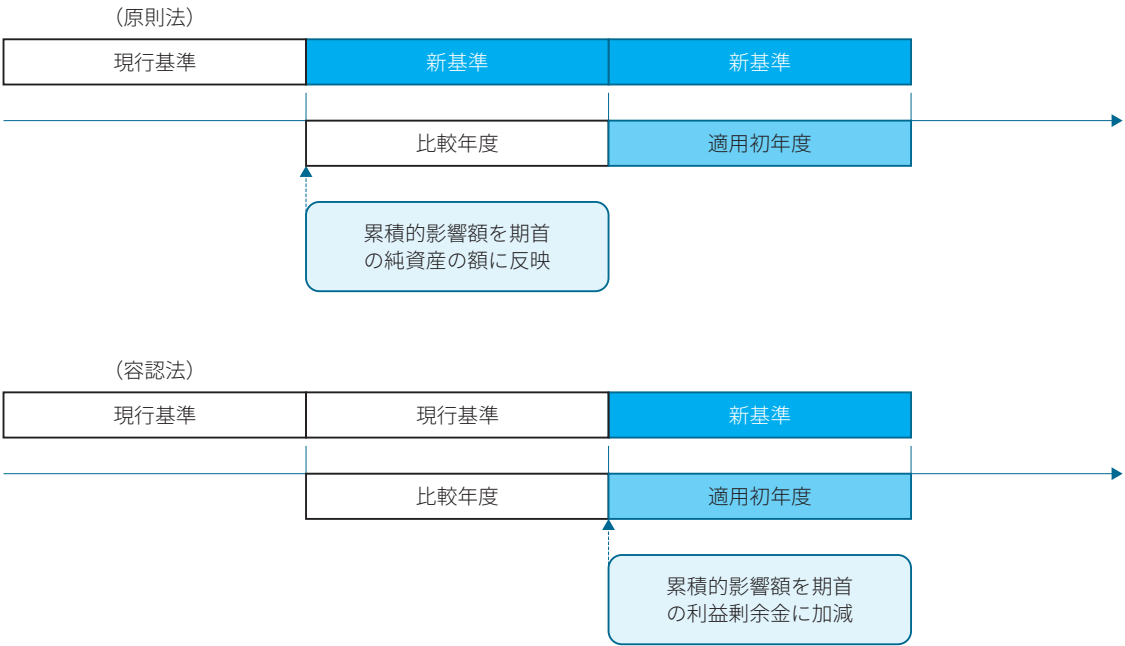 （原則法）
現行基準
新基準
新基準
比較年度
適用初年度
累積的影響額を期首
の純資産の額に反映
（容認法）
現行基準
現行基準
新基準
比較年度
適用初年度
累積的影響額を期首
の利益剰余金に加減